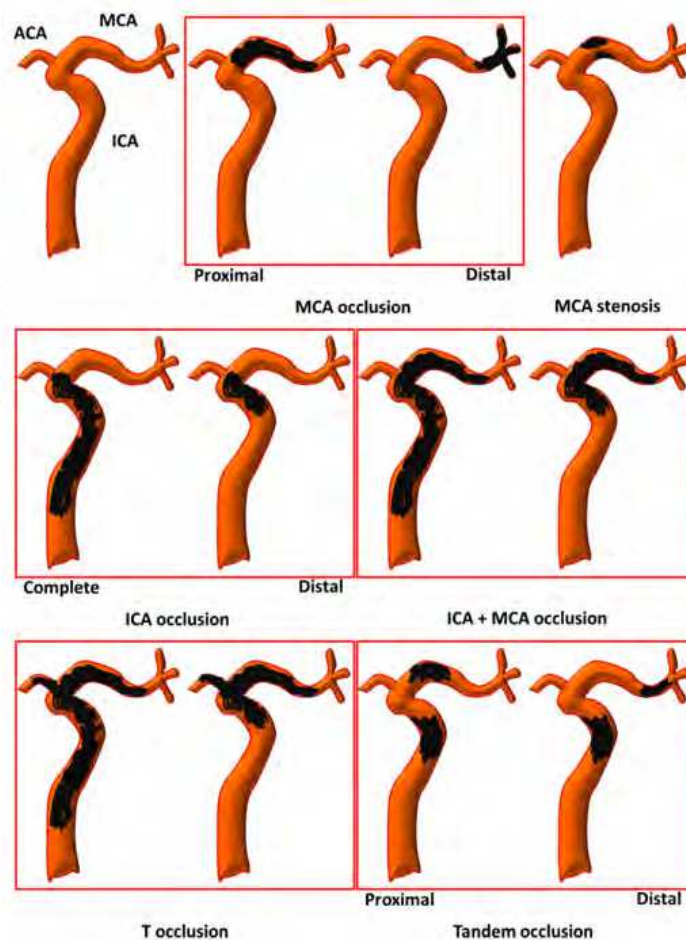 ACA
MCA
ICA
Proximal
Distal
MCA occlusion
MCA stenosis
Complete
Distal
ICA occlusion
ICA + MCA occlusion
Proximal
Distal
T occlusion
Tandem occlusion